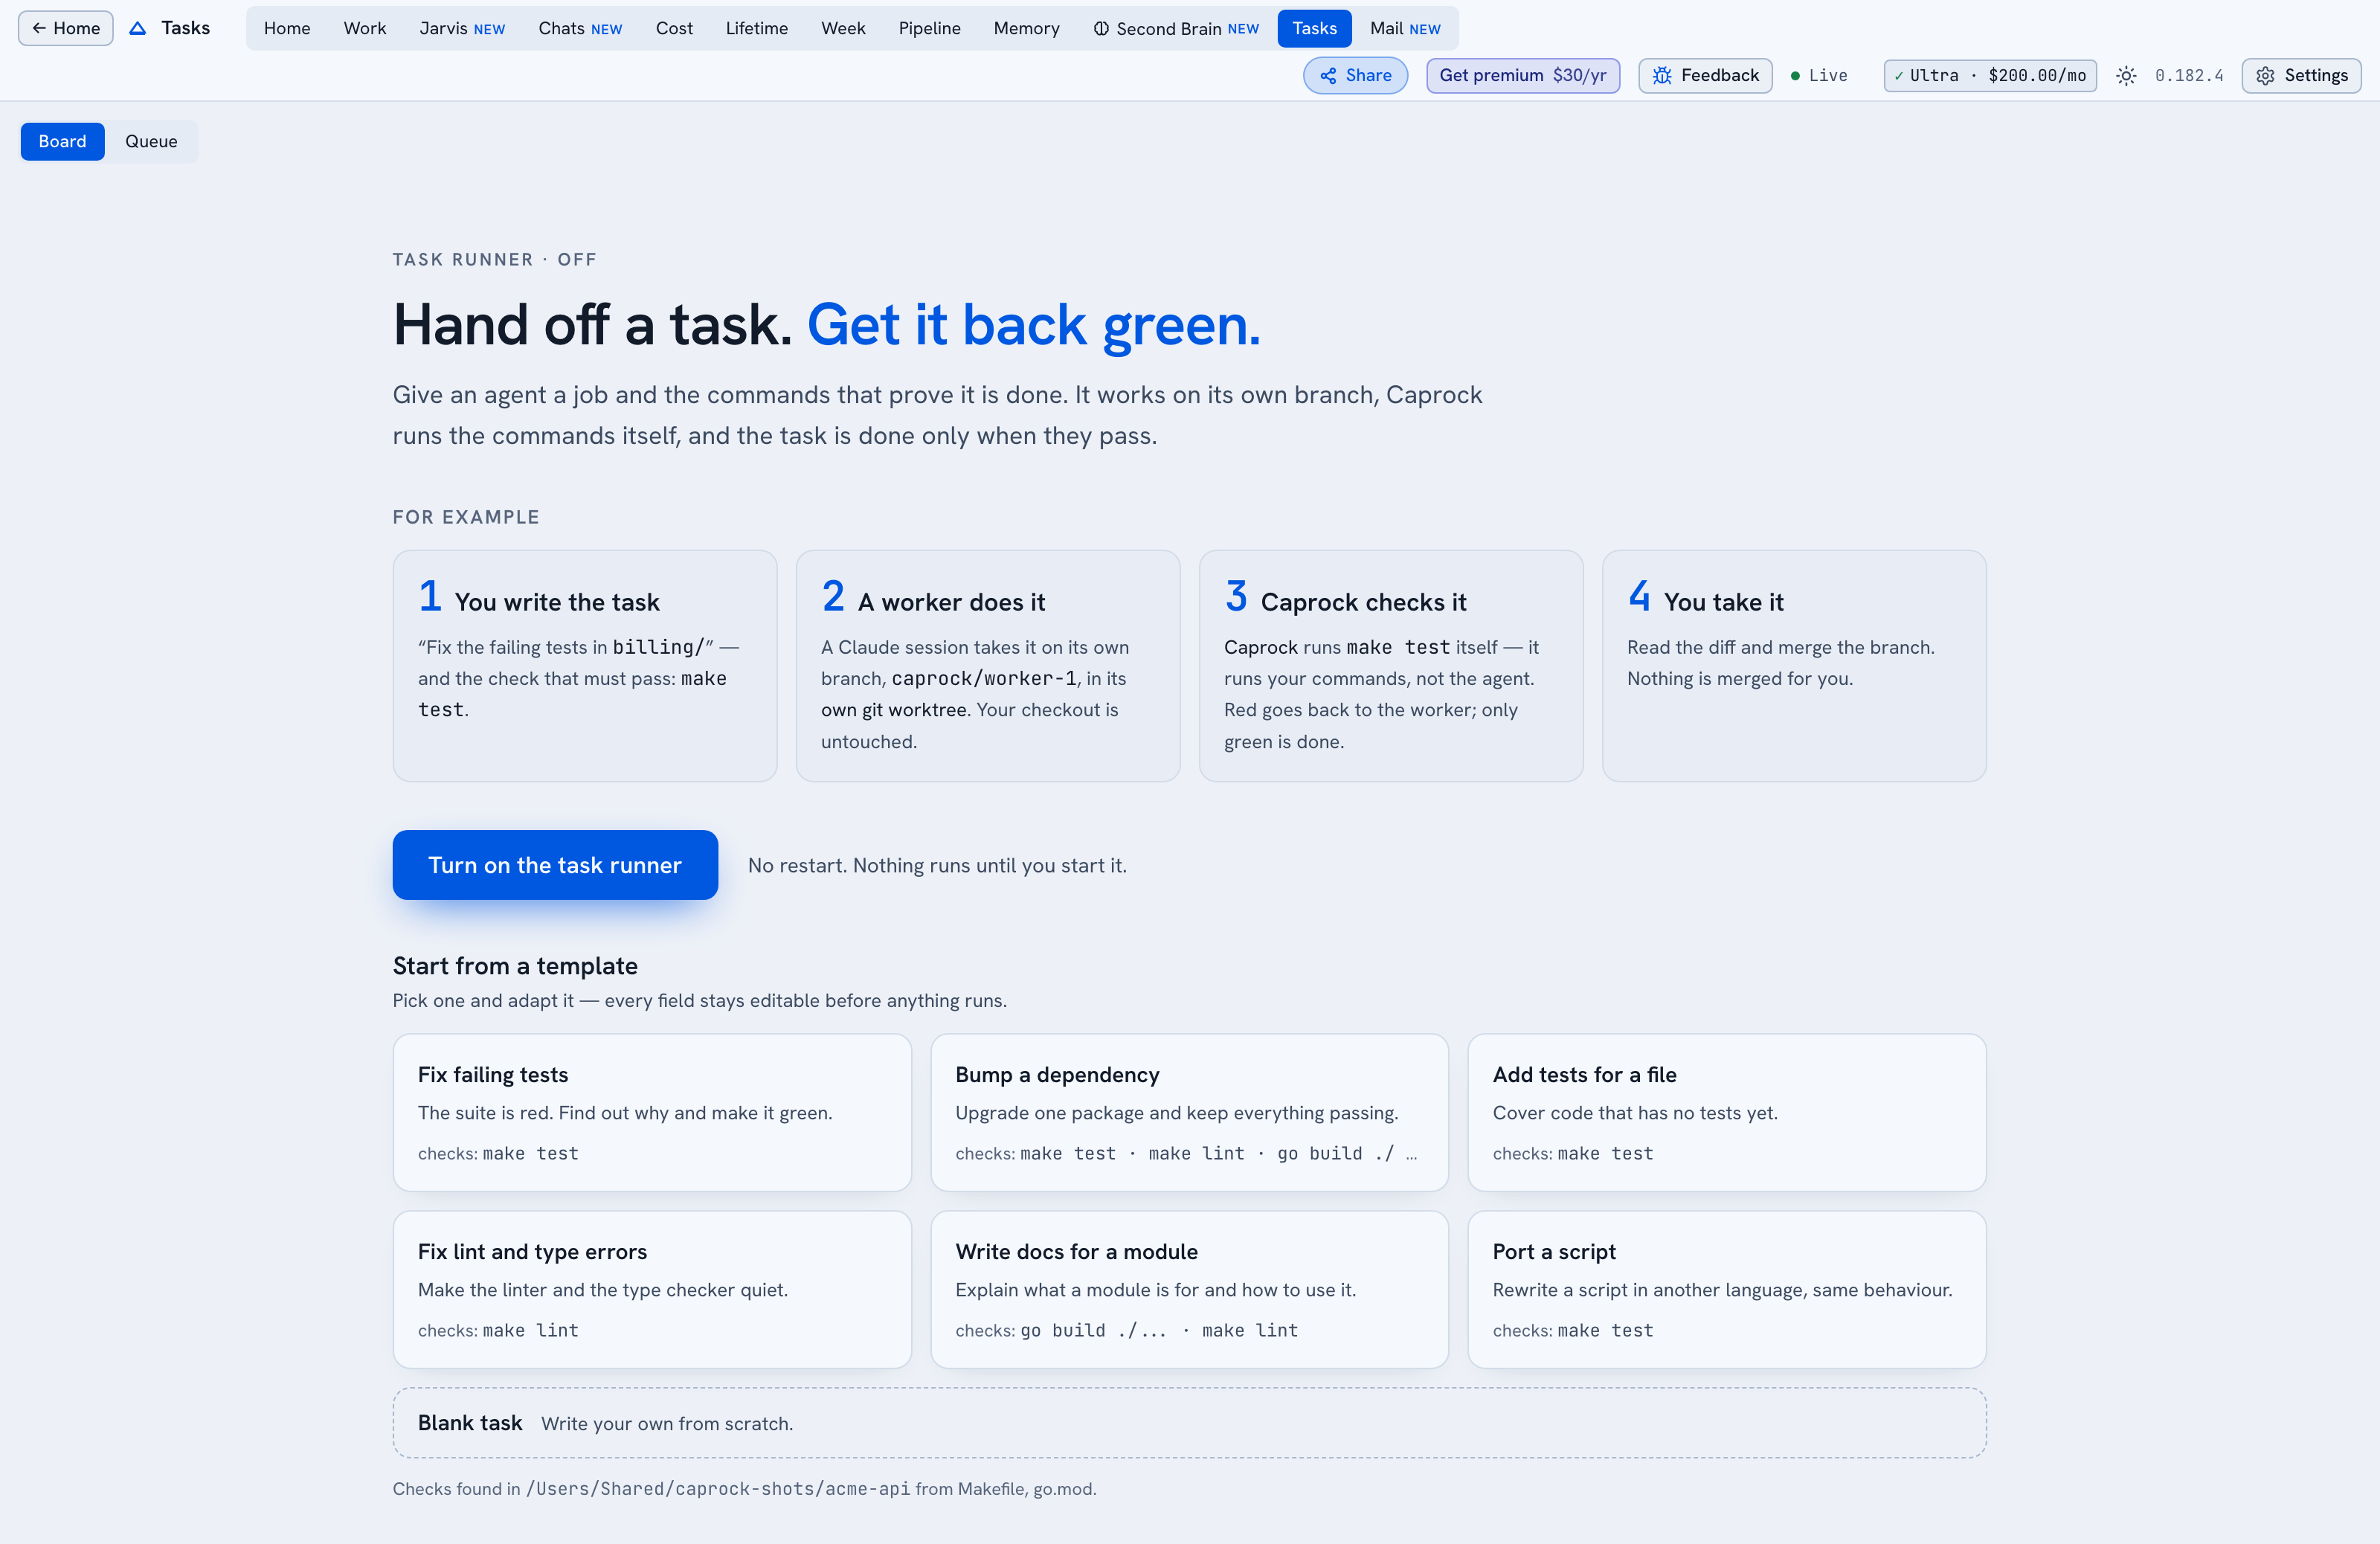 ← Home
Tasks
Home Work Jarvis NEW Chats NEW Cost Lifetime Week Pipeline Memory Second Brain NEW Tasks Mail NEW
Share Get premium $30/yr Feedback Live ✓ Ultra · $200.00/mo 0.182.4 Settings
Board Queue
TASK RUNNER · OFF
Hand off a task. Get it back green.
Give an agent a job and the commands that prove it is done. It works on its own branch, Caprock
runs the commands itself, and the task is done only when they pass.
FOR EXAMPLE
1 You write the task
“Fix the failing tests in billing/” —
and the check that must pass: make
test.
2 A worker does it
A Claude session takes it on its own
branch, caprock/worker-1, in its
own git worktree. Your checkout is
untouched.
3 Caprock checks it
Caprock runs make test itself — it
runs your commands, not the agent.
Red goes back to the worker; only
green is done.
4 You take it
Read the diff and merge the branch.
Nothing is merged for you.
Turn on the task runner
No restart. Nothing runs until you start it.
Start from a template
Pick one and adapt it — every field stays editable before anything runs.
Fix failing tests
The suite is red. Find out why and make it green.
checks: make test
Bump a dependency
Upgrade one package and keep everything passing.
checks: make test · make lint · go build ./ …
Add tests for a file
Cover code that has no tests yet.
checks: make test
Fix lint and type errors
Make the linter and the type checker quiet.
checks: make lint
Write docs for a module
Explain what a module is for and how to use it.
checks: go build ./... · make lint
Port a script
Rewrite a script in another language, same behaviour.
checks: make test
Blank task Write your own from scratch.
Checks found in /Users/Shared/caprock-shots/acme-api from Makefile, go.mod.